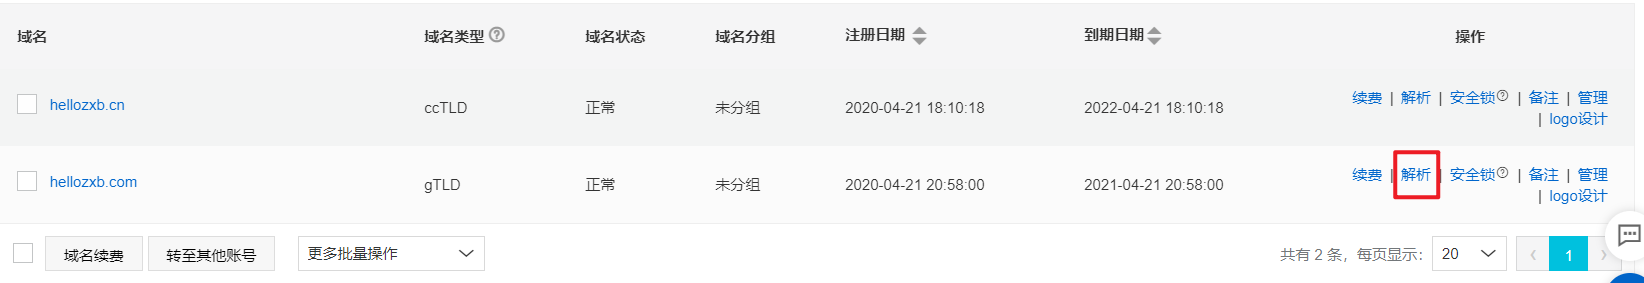 域名 域名类型 域名状态 域名分组 注册日期 到期日期 操作
hellozxb.cn ccTLD 正常 未分组 2020-04-21 18:10:18 2022-04-21 18:10:18 续费 | 解析 | 安全锁 | 备注 | 管理
| logo设计
hellozxb.com gTLD 正常 未分组 2020-04-21 20:58:00 2021-04-21 20:58:00 续费 | 解析 | 安全锁 | 备注 | 管理
| logo设计
域名续费 转至其他账号 更多批量操作 共有 2 条，每页显示： 20 1